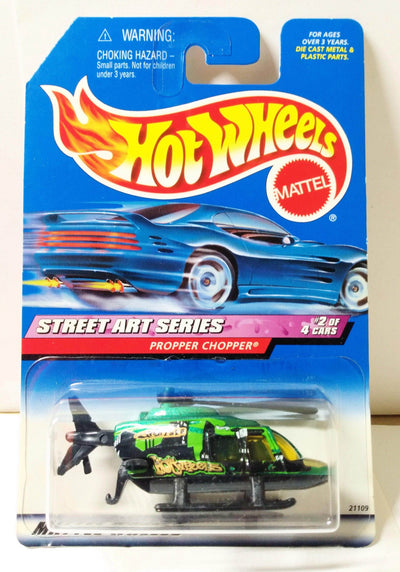 WARNING:
CHOKING HAZARD –
Small parts. Not for children
under 3 years.
FOR AGES
OVER 3 YEARS.
DIE CAST METAL &
PLASTIC PARTS.
HOT WHEELS
MATTEL
®
STREET ART SERIES
#2 OF
4 CARS
PROPPER CHOPPER®
21109